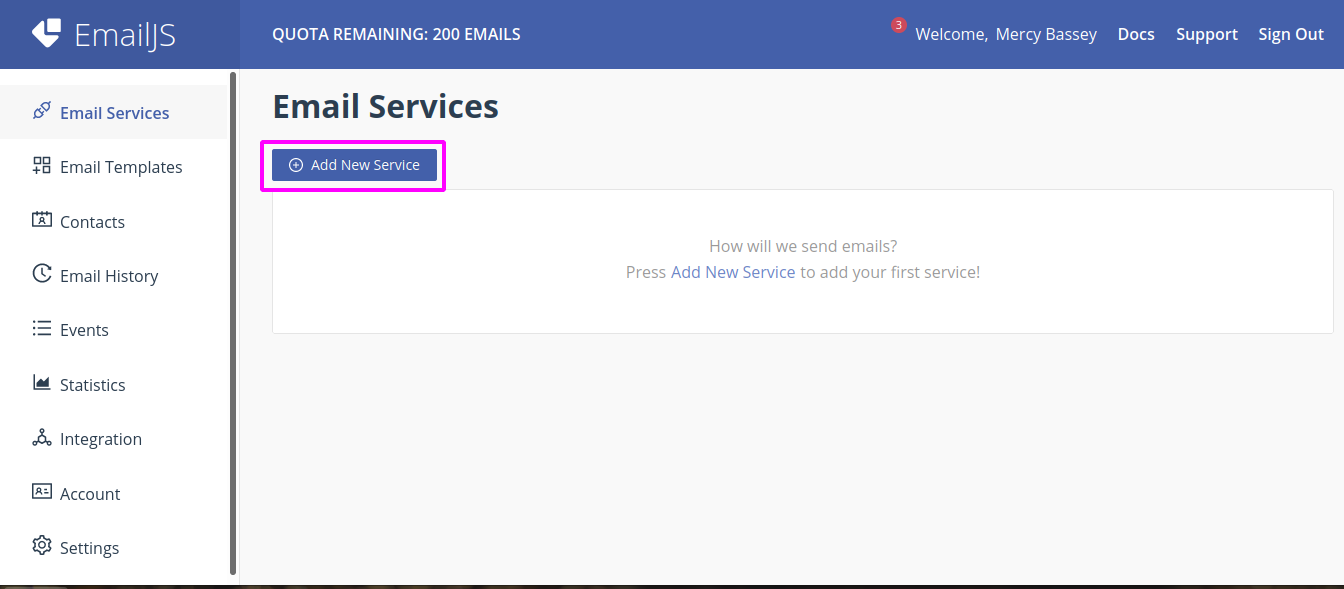 EmailJS
QUOTA REMAINING: 200 EMAILS
3
Welcome, Mercy Bassey
Docs
Support
Sign Out
Email Services
Email Templates
Contacts
Email History
Events
Statistics
Integration
Account
Settings
Email Services
Add New Service
How will we send emails?
Press Add New Service to add your first service!